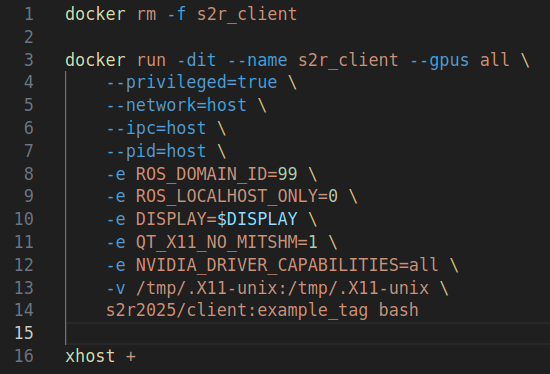 1 docker rm -f s2r_client
2
3 docker run -dit --name s2r_client --gpus all \
4     --privileged=true \
5     --network=host \
6     --ipc=host \
7     --pid=host \
8     -e ROS_DOMAIN_ID=99 \
9     -e ROS_LOCALHOST_ONLY=0 \
10     -e DISPLAY=$DISPLAY \
11     -e QT_X11_NO_MITSHM=1 \
12     -e NVIDIA_DRIVER_CAPABILITIES=all \
13     -v /tmp/.X11-unix:/tmp/.X11-unix \
14     s2r2025/client:example_tag bash
15
16 xhost +